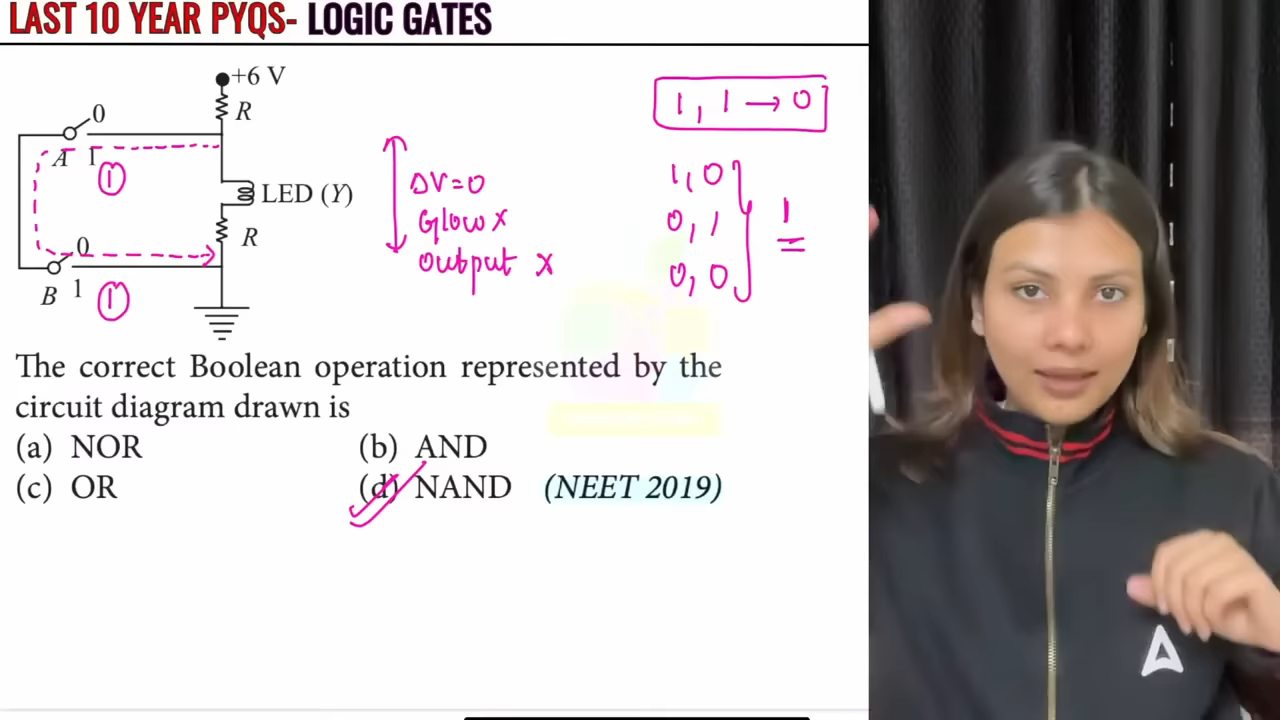 LAST 10 YEAR PYQS- LOGIC GATES
+6 V
R
0
A 1
1
LED (Y)
R
0
B 1
1
ΔV=0
Glow x
Output x
1, 1 → 0
1, 0
0, 1
0, 0
1
The correct Boolean operation represented by the
circuit diagram drawn is
(a) NOR (b) AND
(c) OR (d) NAND (NEET 2019)